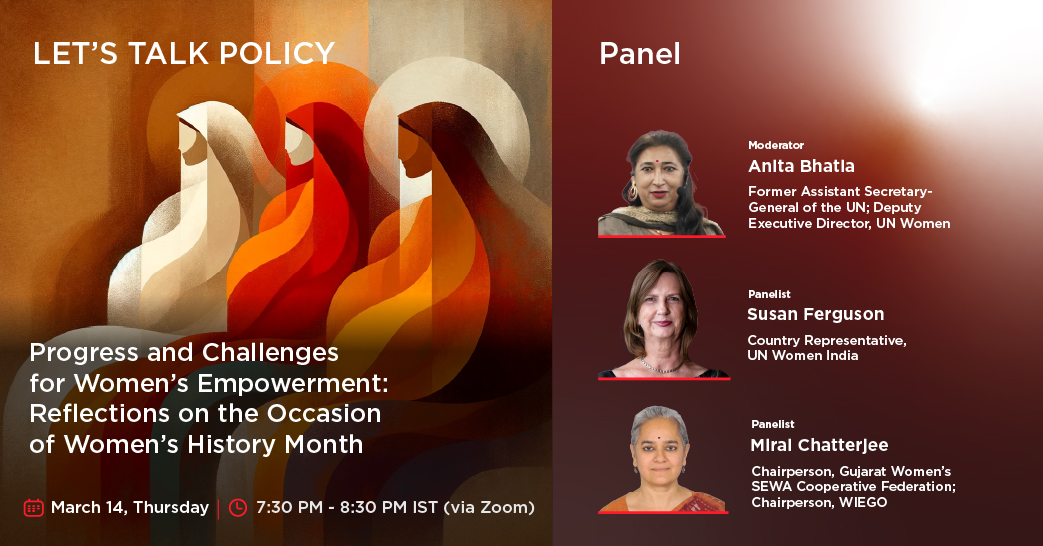 LET'S TALK POLICY
Progress and Challenges
for Women's Empowerment:
Reflections on the Occasion
of Women's History Month
March 14, Thursday | 7:30 PM - 8:30 PM IST (via Zoom)
Panel
Moderator
Anita Bhatia
Former Assistant Secretary-
General of the UN; Deputy
Executive Director, UN Women
Panelist
Susan Ferguson
Country Representative,
UN Women India
Panelist
Mirai Chatterjee
Chairperson, Gujarat Women's
SEWA Cooperative Federation;
Chairperson, WIEGO